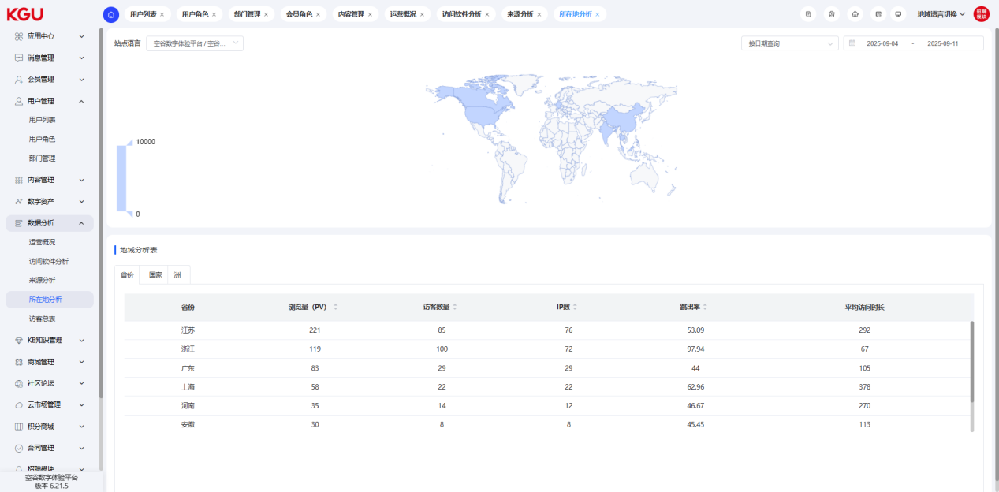 KGU
用户列表 ×
用户角色 ×
部门管理 ×
会员角色 ×
内容管理 ×
运营概况 ×
访问软件分析 ×
来源分析 ×
所在地分析 ×
地域语言切换
招聘模块
应用中心
消息管理
会员管理
用户管理
用户列表
用户角色
部门管理
内容管理
数字资产
数据分析
运营概况
访问软件分析
来源分析
所在地分析
访客总表
KB知识管理
商城管理
社区论坛
云市场管理
积分商城
合同管理
招聘模块
空谷数字体验平台
版本 6.21.5
站点语言 空谷数字体验平台 / 空谷...
按日期查询 2025-09-04 - 2025-09-11
10000
0
地域分析表
省份 国家 洲
省份 浏览量（PV） 访客数量 IP数 跳出率 平均访问时长
江苏 221 85 76 53.09 292
浙江 119 100 72 97.94 67
广东 83 29 29 44 105
上海 58 22 22 62.96 378
河南 35 14 12 46.67 270
安徽 30 8 8 45.45 113